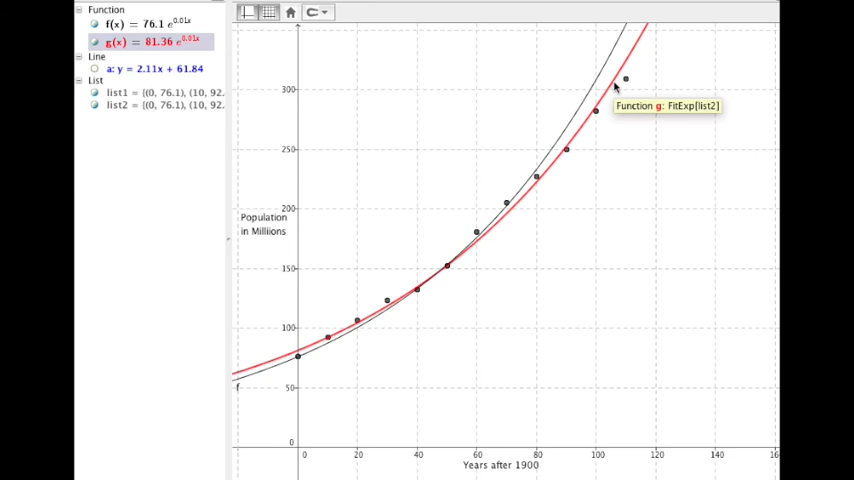 Function
f(x) = 76.1 e^0.01x
g(x) = 81.36 e^0.01x
Line
a: y = 2.11x + 61.84
List
list1 = {(0, 76.1), (10, 92.
list2 = {(0, 76.1), (10, 92.
300
250
200
150
100
50
0
Population
in Milliions
Function g: FitExp[list2]
f
0 20 40 60 80 100 120 140 16
Years after 1900